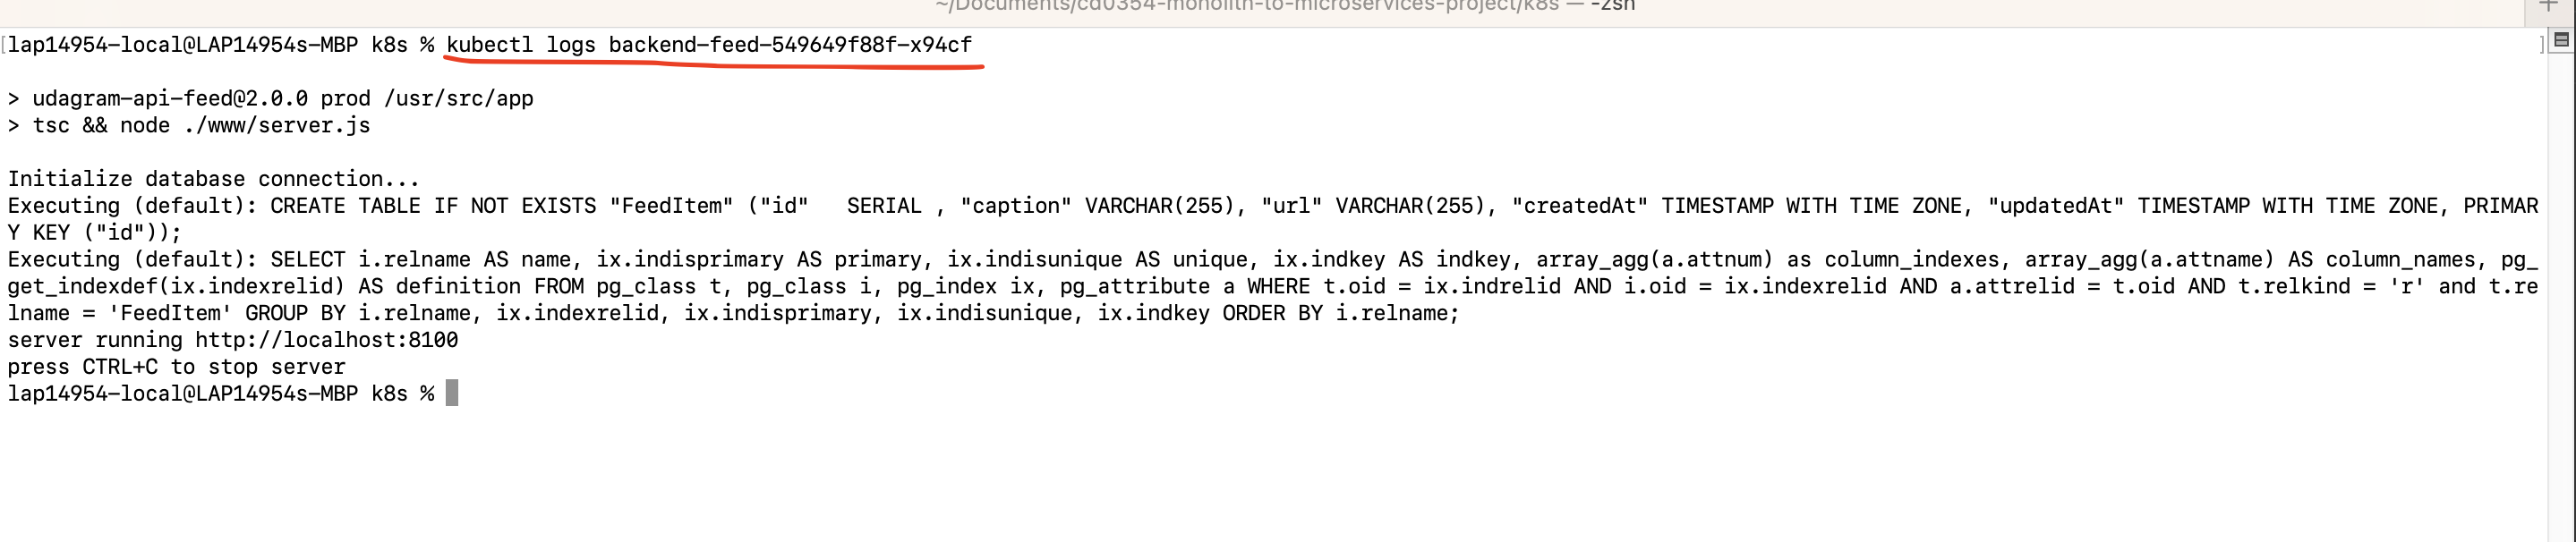 ~/Documents/cd0354-monolith-to-microservices-project/k8s — -zsh
[lap14954-local@LAP14954s-MBP k8s % kubectl logs backend-feed-549649f88f-x94cf ]
> udagram-api-feed@2.0.0 prod /usr/src/app
> tsc && node ./www/server.js
Initialize database connection...
Executing (default): CREATE TABLE IF NOT EXISTS "FeedItem" ("id"   SERIAL , "caption" VARCHAR(255), "url" VARCHAR(255), "createdAt" TIMESTAMP WITH TIME ZONE, "updatedAt" TIMESTAMP WITH TIME ZONE, PRIMAR
Y KEY ("id"));
Executing (default): SELECT i.relname AS name, ix.indisprimary AS primary, ix.indisunique AS unique, ix.indkey AS indkey, array_agg(a.attnum) as column_indexes, array_agg(a.attname) AS column_names, pg_
get_indexdef(ix.indexrelid) AS definition FROM pg_class t, pg_class i, pg_index ix, pg_attribute a WHERE t.oid = ix.indrelid AND i.oid = ix.indexrelid AND a.attrelid = t.oid AND t.relkind = 'r' and t.re
lname = 'FeedItem' GROUP BY i.relname, ix.indexrelid, ix.indisprimary, ix.indisunique, ix.indkey ORDER BY i.relname;
server running http://localhost:8100
press CTRL+C to stop server
lap14954-local@LAP14954s-MBP k8s %